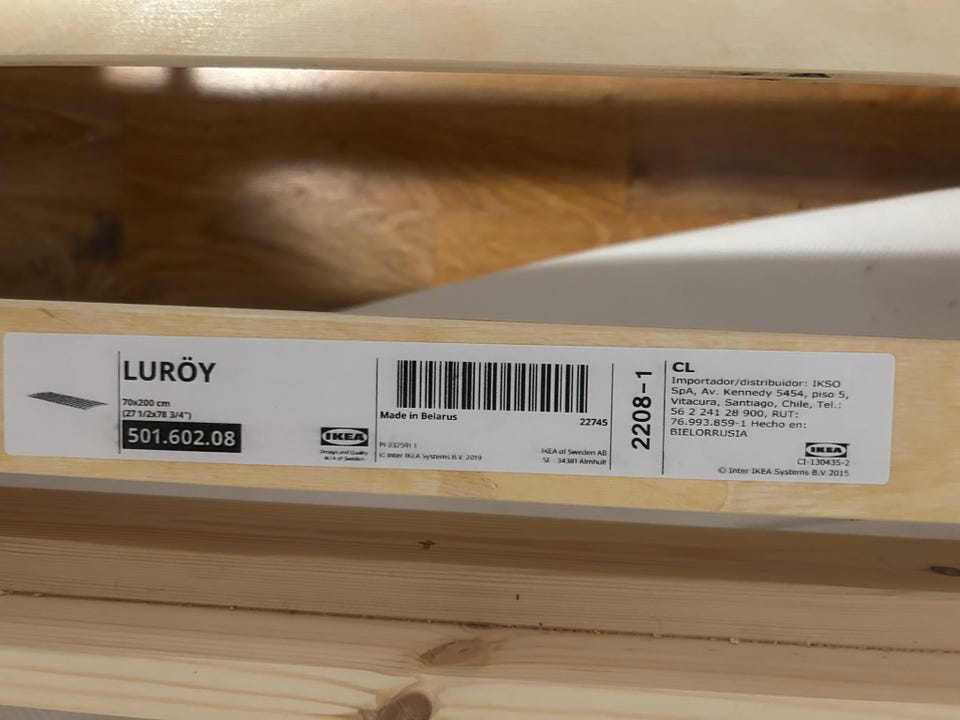 LURÖY
70x200 cm
(27 1/2x78 3/4")
501.602.08
IKEA
Design and Quality
IKEA of Sweden
Made in Belarus
22745
PI-232591-1
© Inter IKEA Systems B.V. 2019
IKEA of Sweden AB
SE - 34381 Älmhult
2208-1
CL
Importador/distribuidor: IKSO
SpA, Av. Kennedy 5454, piso 5,
Vitacura, Santiago, Chile, Tel.:
56 2 241 28 900, RUT:
76.993.859-1 Hecho en:
BIELORRUSIA
IKEA
CI-130435-2
© Inter IKEA Systems B.V 2015